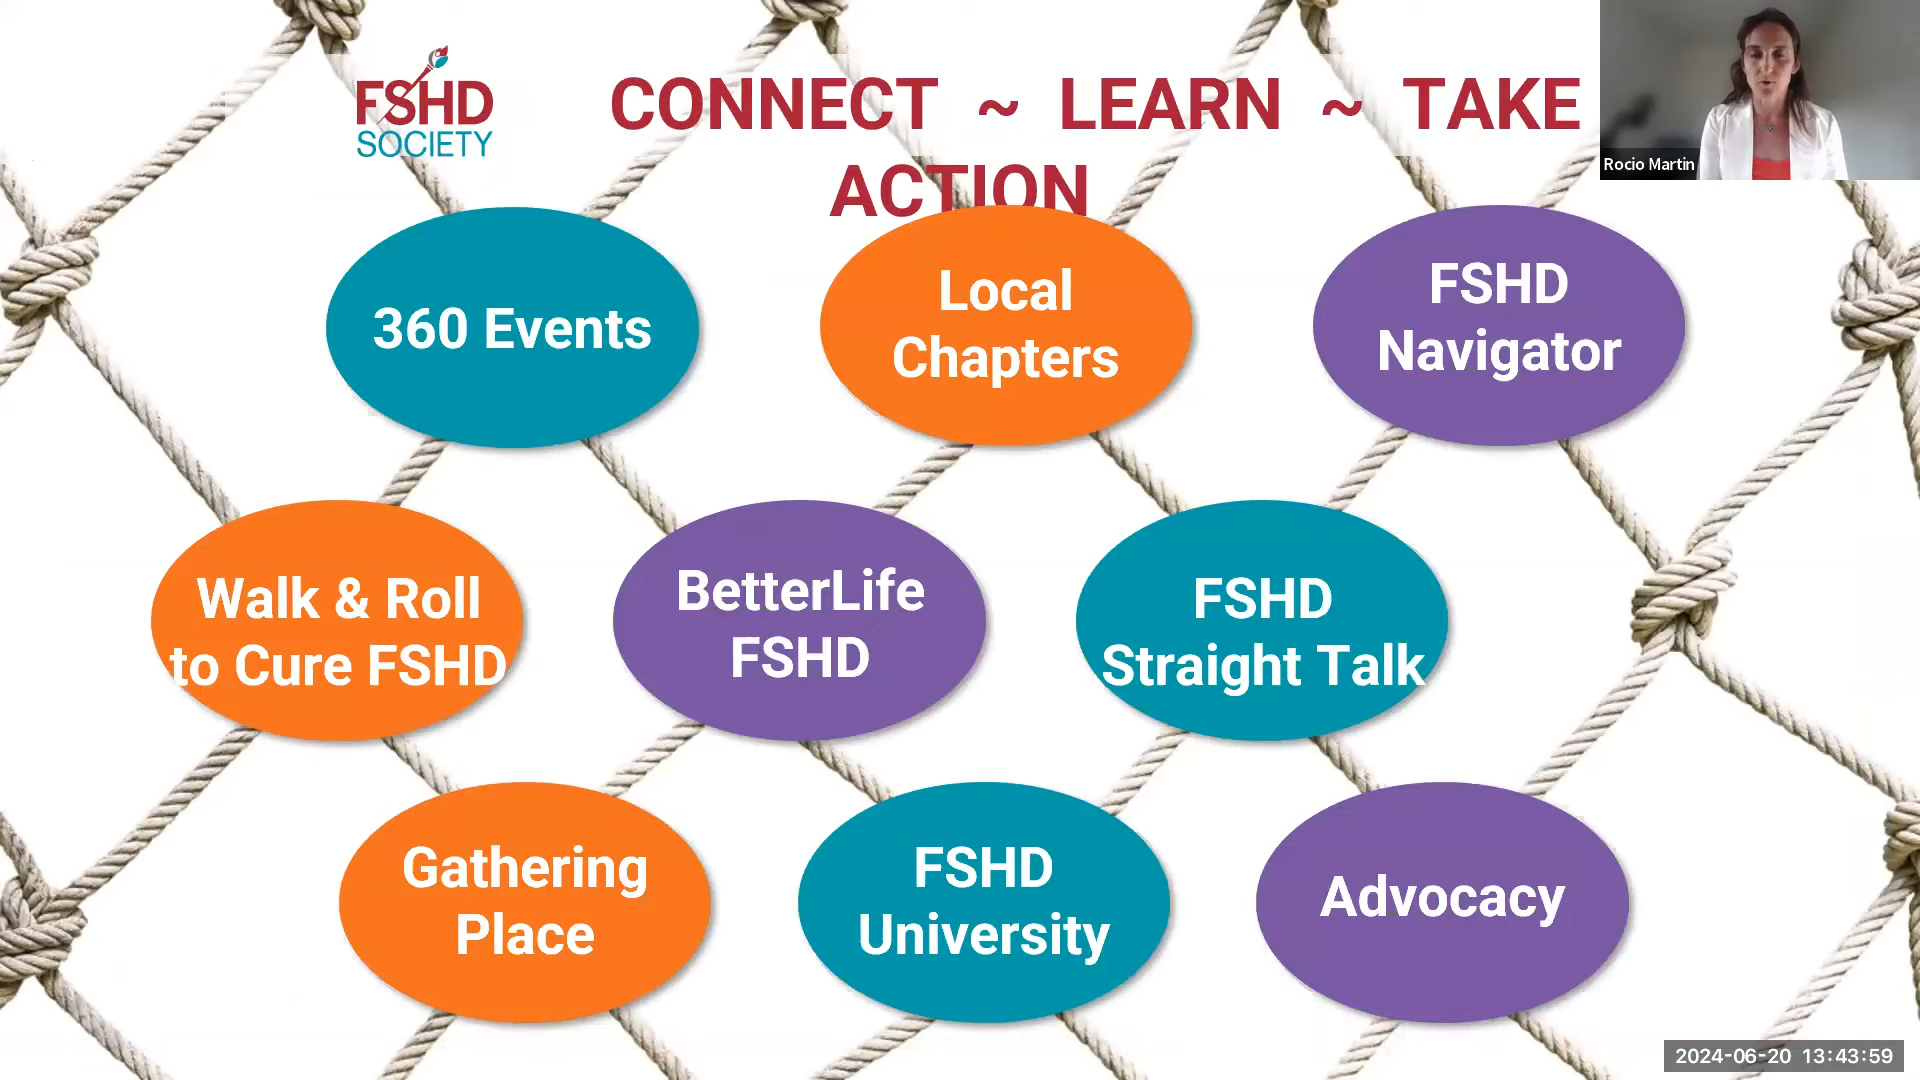 FSHD
SOCIETY
CONNECT ~ LEARN ~ TAKE
ACTION
Rocio Martin
360 Events
Local
Chapters
FSHD
Navigator
Walk & Roll
to Cure FSHD
BetterLife
FSHD
FSHD
Straight Talk
Gathering
Place
FSHD
University
Advocacy
2024-06-20 13:43:59